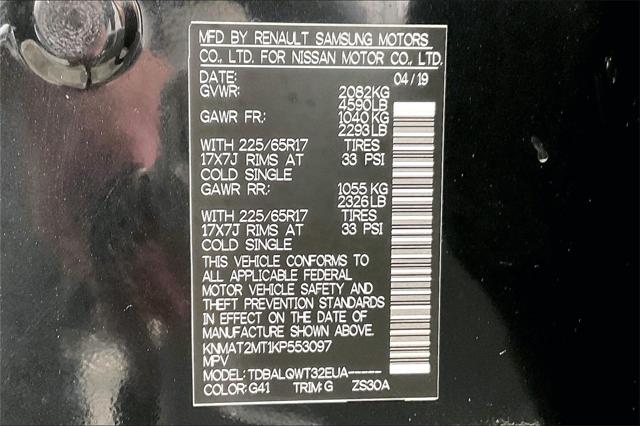 MFD BY RENAULT SAMSUNG MOTORS
CO., LTD. FOR NISSAN MOTOR CO., LTD.
DATE: 04/19
GVWR: 2082KG
4590LB
GAWR FR: 1040KG
2293LB
WITH 225/65R17 TIRES
17X7J RIMS AT 33 PSI
COLD SINGLE
GAWR RR: 1055KG
2326LB
WITH 225/65R17 TIRES
17X7J RIMS AT 33 PSI
COLD SINGLE
THIS VEHICLE CONFORMS TO
ALL APPLICABLE FEDERAL
MOTOR VEHICLE SAFETY AND
THEFT PREVENTION STANDARDS
IN EFFECT ON THE DATE OF
MANUFACTURE SHOWN ABOVE.
KNMAT2MT1KP553097
MPV
MODEL: TDBALQWT32EUA-----
COLOR: G41 TRIM: G ZS30A